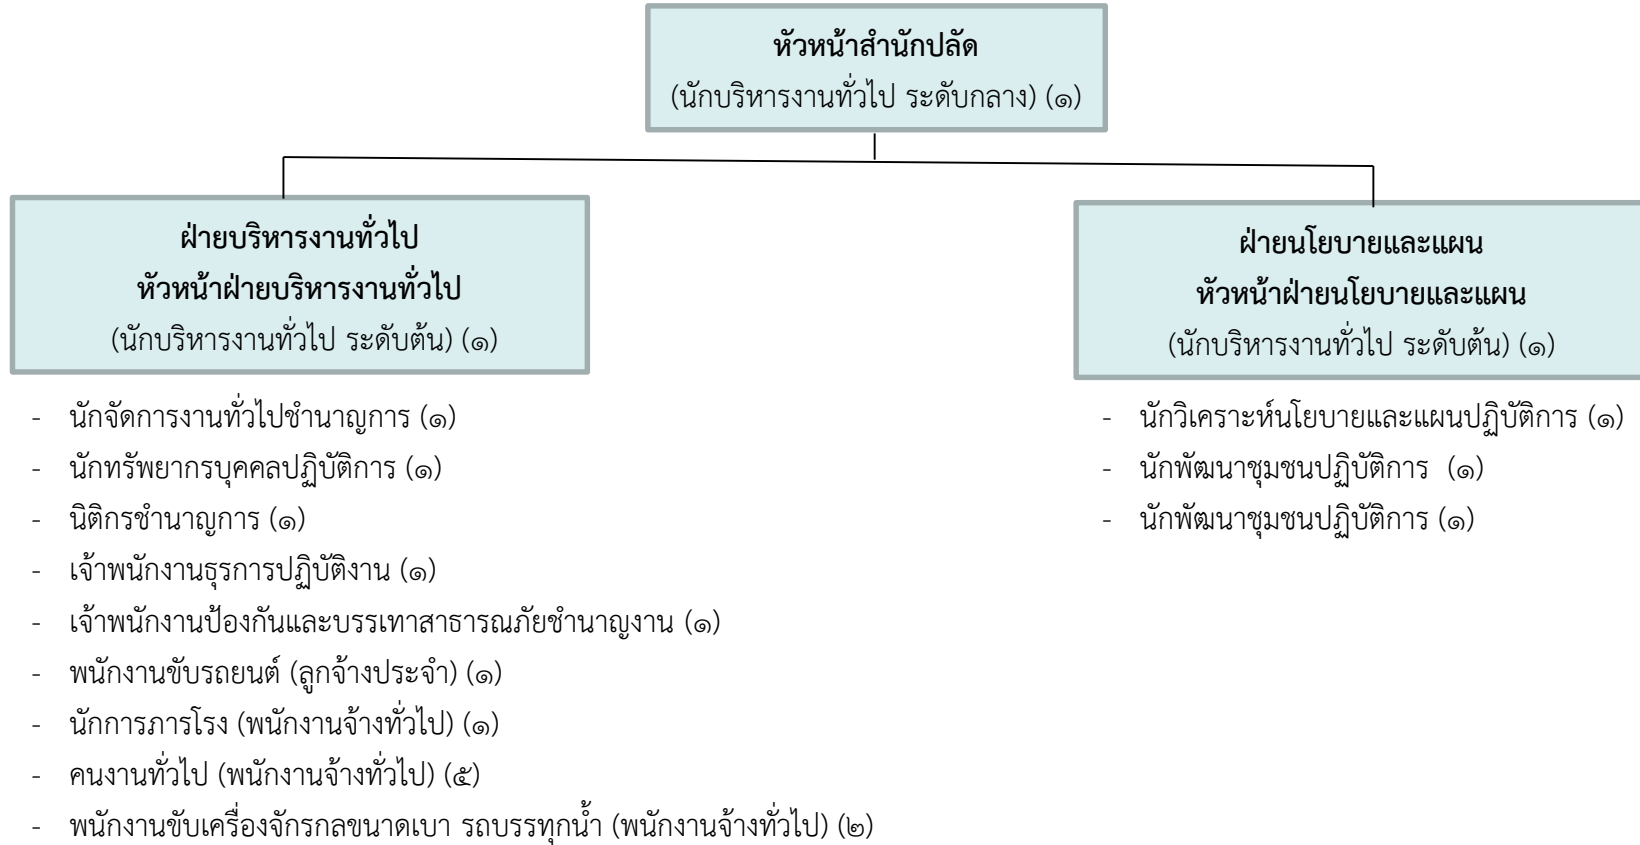 หัวหน้าสำนักปลัด
(นักบริหารงานทั่วไป ระดับกลาง) (๑)
ฝ่ายบริหารงานทั่วไป
หัวหน้าฝ่ายบริหารงานทั่วไป
(นักบริหารงานทั่วไป ระดับต้น) (๑)
- นักจัดการงานทั่วไปชำนาญการ (๑)
- นักทรัพยากรบุคคลปฏิบัติการ (๑)
- นิติกรชำนาญการ (๑)
- เจ้าพนักงานธุรการปฏิบัติงาน (๑)
- เจ้าพนักงานป้องกันและบรรเทาสาธารณภัยชำนาญงาน (๑)
- พนักงานขับรถยนต์ (ลูกจ้างประจำ) (๑)
- นักการภารโรง (พนักงานจ้างทั่วไป) (๑)
- คนงานทั่วไป (พนักงานจ้างทั่วไป) (๕)
- พนักงานขับเครื่องจักรกลขนาดเบา รถบรรทุกน้ำ (พนักงานจ้างทั่วไป) (๒)
ฝ่ายนโยบายและแผน
หัวหน้าฝ่ายนโยบายและแผน
(นักบริหารงานทั่วไป ระดับต้น) (๑)
- นักวิเคราะห์นโยบายและแผนปฏิบัติการ (๑)
- นักพัฒนาชุมชนปฏิบัติการ (๑)
- นักพัฒนาชุมชนปฏิบัติการ (๑)